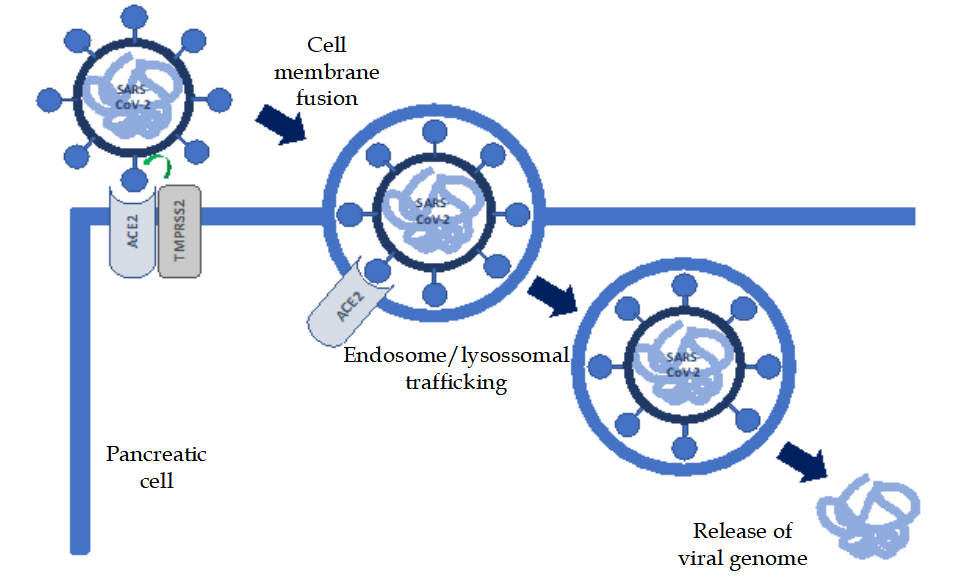 SARS
CoV-2
Cell
membrane
fusion
ACE2
TMPRSS2
SARS
CoV-2
ACE2
Endosome/lysossomal
trafficking
SARS
CoV-2
Pancreatic
cell
Release of
viral genome